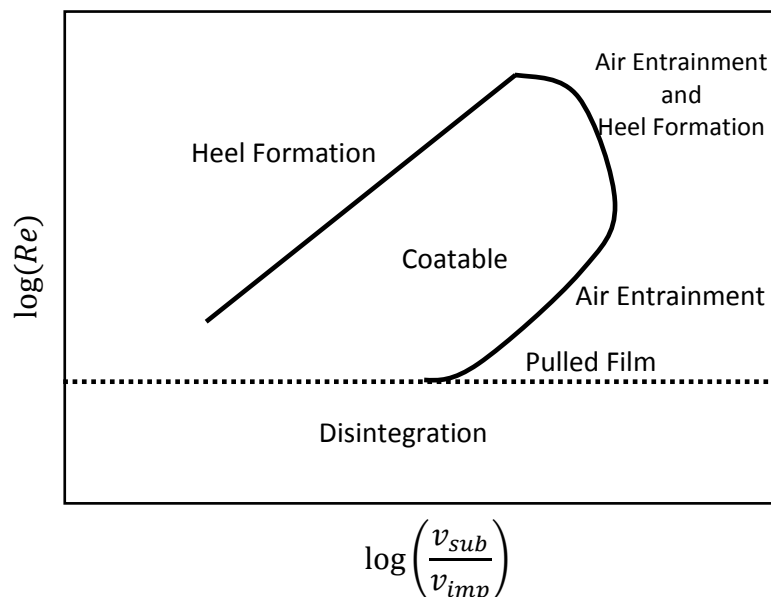 Air Entrainment
and
Heel Formation
Heel Formation
log(Re)
Coatable
Air Entrainment
Pulled Film
Disintegration
log(v_sub/v_imp)